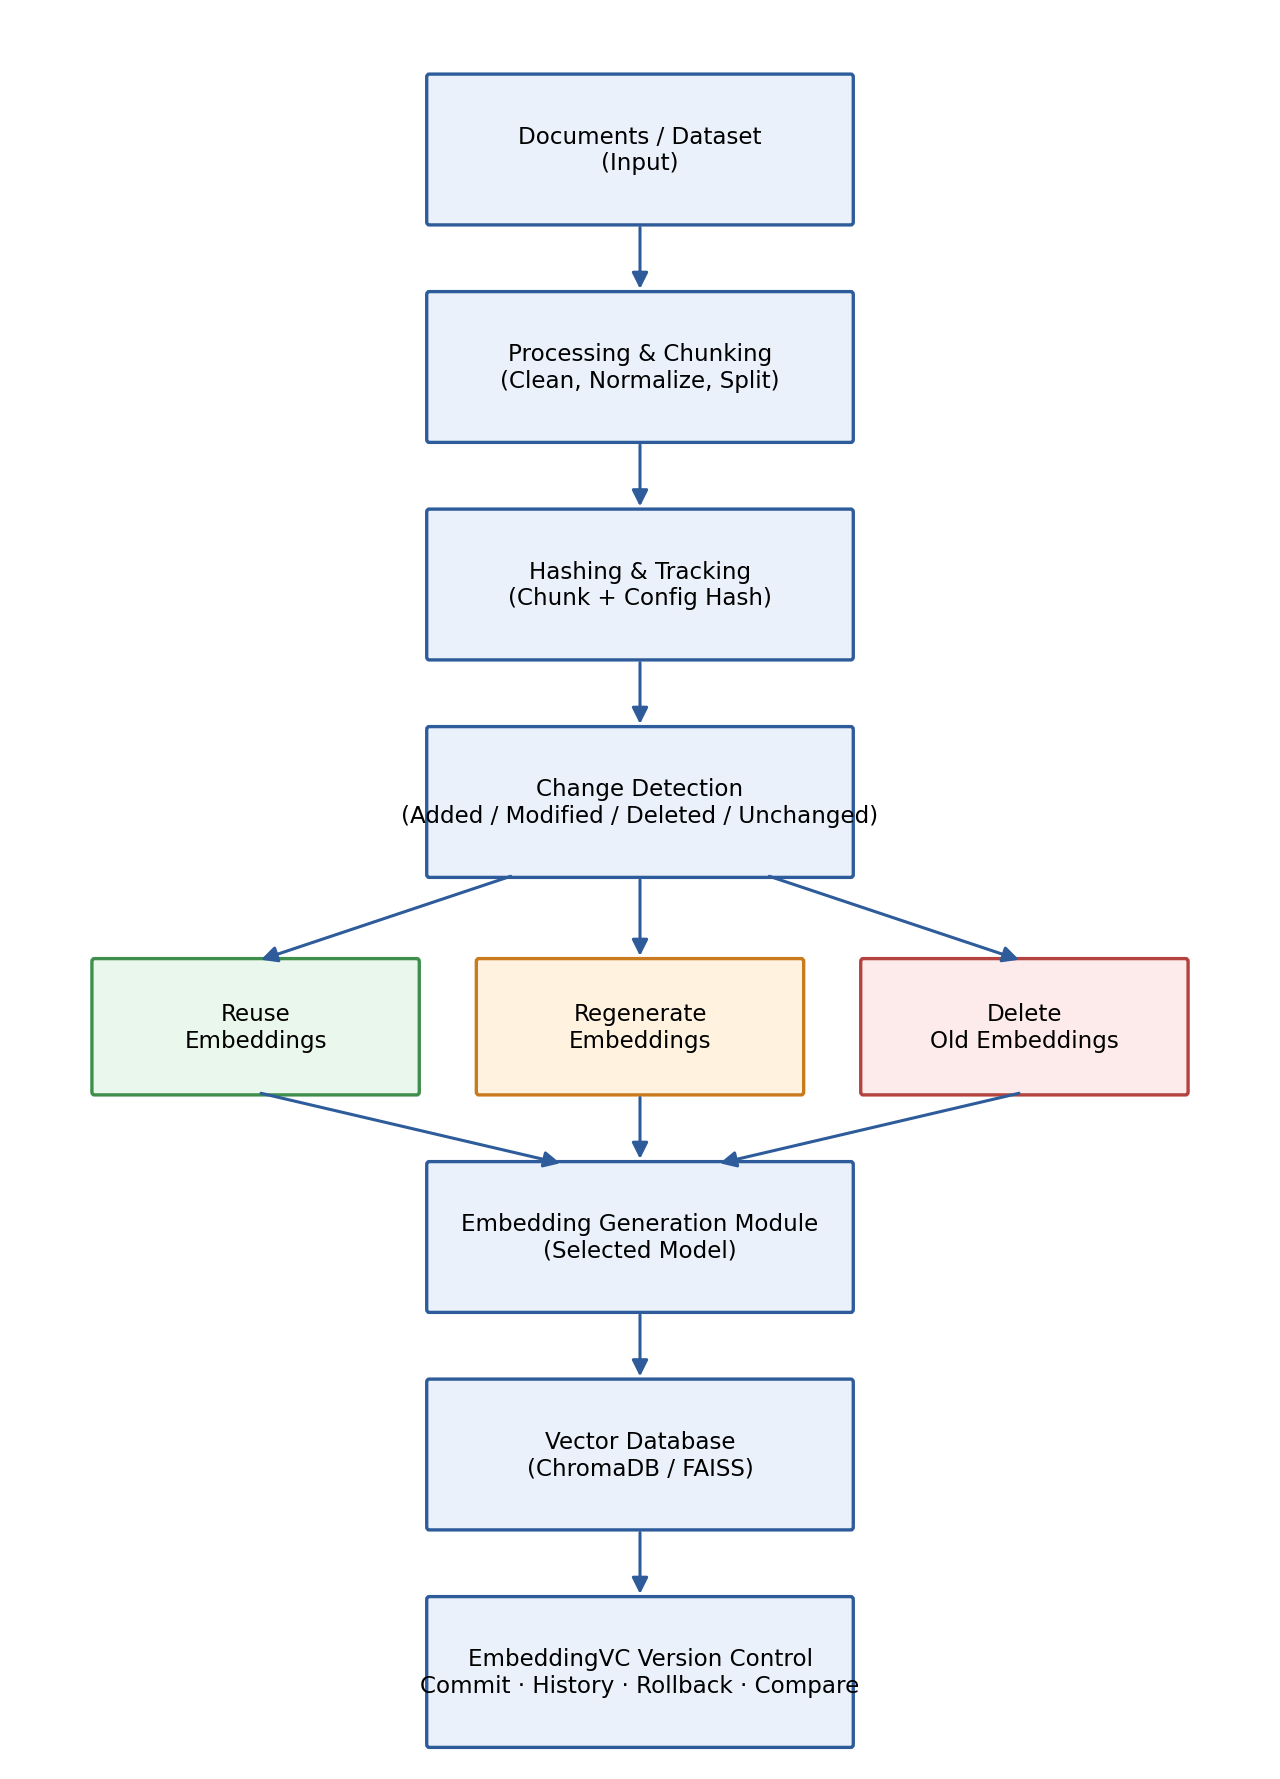 Documents / Dataset
(Input)
Processing & Chunking
(Clean, Normalize, Split)
Hashing & Tracking
(Chunk + Config Hash)
Change Detection
(Added / Modified / Deleted / Unchanged)
Reuse
Embeddings
Regenerate
Embeddings
Delete
Old Embeddings
Embedding Generation Module
(Selected Model)
Vector Database
(ChromaDB / FAISS)
EmbeddingVC Version Control
Commit · History · Rollback · Compare